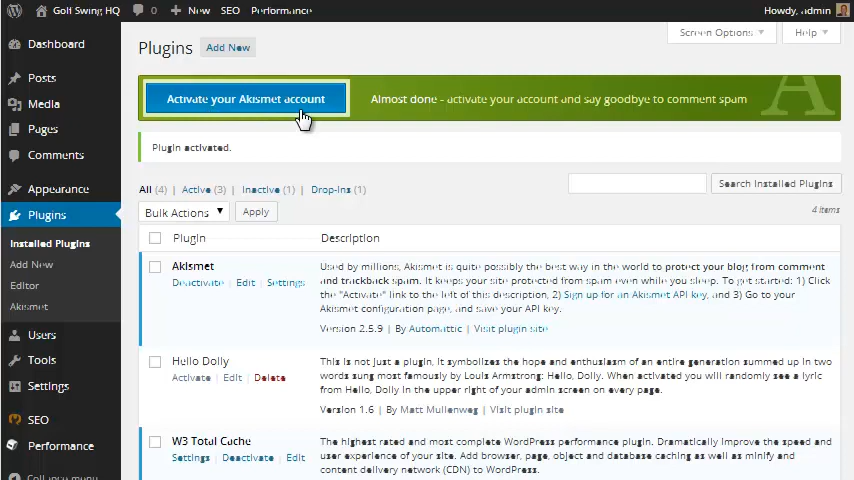 Golf Swing HQ 0 + New SEO Performance Howdy, admin
Dashboard
Posts
Media
Pages
Comments
Appearance
Plugins
Installed Plugins
Add New
Editor
Akismet
Users
Tools
Settings
SEO
Performance
Collapse menu
Screen Options Help
Plugins Add New
Activate your Akismet account
Almost done - activate your account and say goodbye to comment spam
A
Plugin activated.
All (4) | Active (3) | Inactive (1) | Drop-ins (1)
Search Installed Plugins
Bulk Actions Apply
4 items
Plugin Description
Akismet
Deactivate | Edit | Settings
Used by millions, Akismet is quite possibly the best way in the world to protect your blog from comment
and trackback spam. It keeps your site protected from spam even while you sleep. To get started: 1) Click
the "Activate" link to the left of this description, 2) Sign up for an Akismet API key, and 3) Go to your
Akismet configuration page, and save your API key.
Version 2.5.9 | By Automattic | Visit plugin site
Hello Dolly
Activate | Edit | Delete
This is not just a plugin, it symbolizes the hope and enthusiasm of an entire generation summed up in two
words sung most famously by Louis Armstrong: Hello, Dolly. When activated you will randomly see a lyric
from Hello, Dolly in the upper right of your admin screen on every page.
Version 1.6 | By Matt Mullenweg | Visit plugin site
W3 Total Cache
Settings | Deactivate | Edit
The highest rated and most complete WordPress performance plugin. Dramatically improve the speed and
user experience of your site. Add browser, page, object and database caching as well as minify and
content delivery network (CDN) to WordPress.